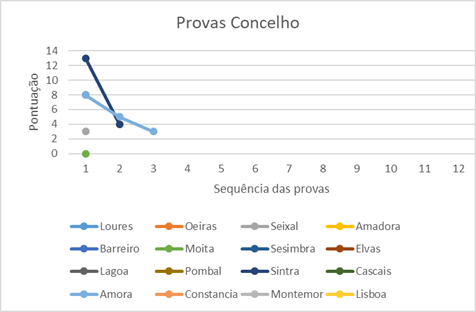 Provas Concelho
14
12
10
8
6
4
2
0
Pontuação
1 2 3 4 5 6 7 8 9 10 11 12
Sequência das provas
Loures Oeiras Seixal Amadora
Barreiro Moita Sesimbra Elvas
Lagoa Pombal Sintra Cascais
Amora Constancia Montemor Lisboa